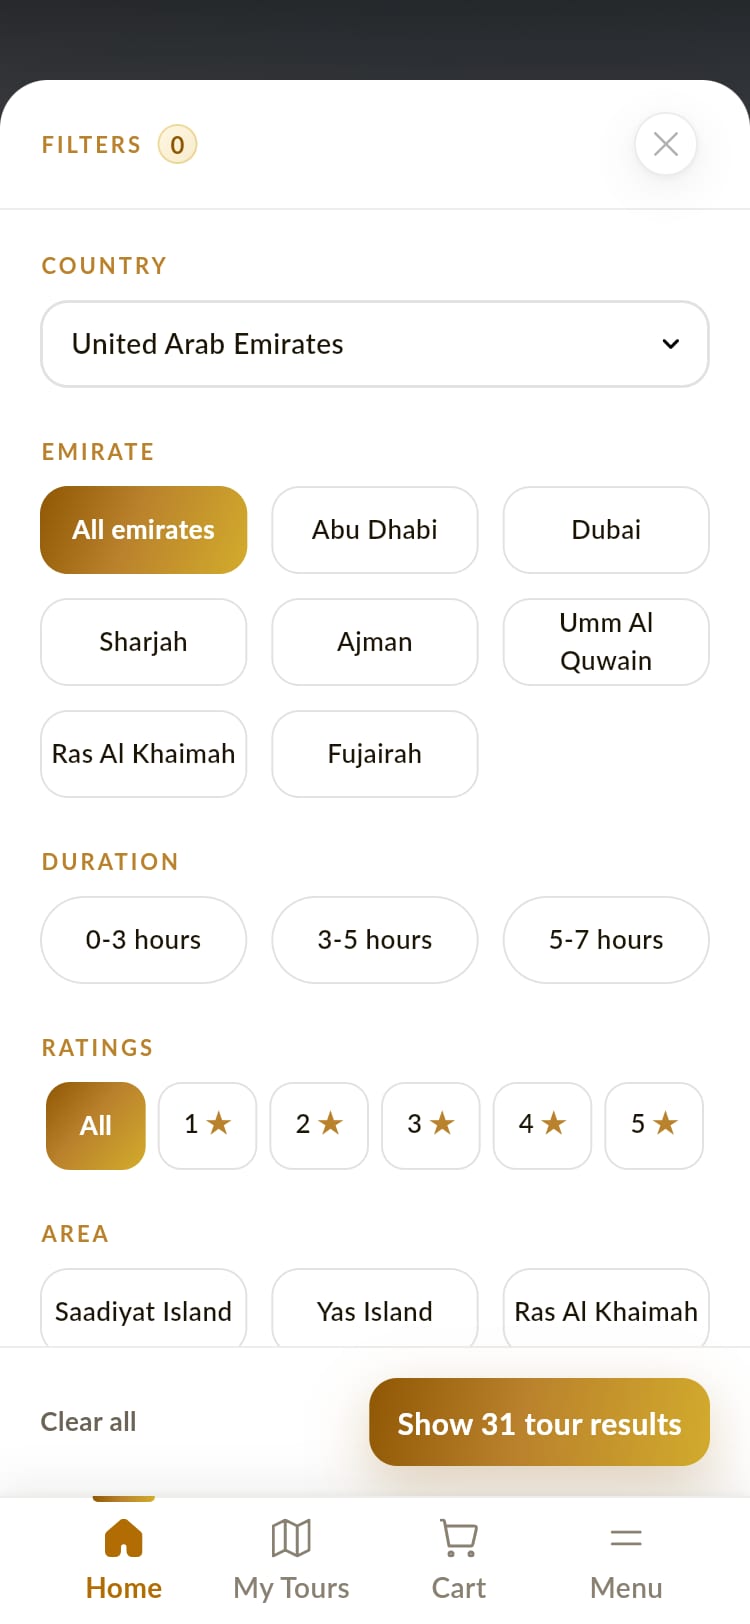 FILTERS 0
COUNTRY
United Arab Emirates
EMIRATE
All emirates
Abu Dhabi
Dubai
Sharjah
Ajman
Umm Al
Quwain
Ras Al Khaimah
Fujairah
DURATION
0-3 hours
3-5 hours
5-7 hours
RATINGS
All
1 ★
2 ★
3 ★
4 ★
5 ★
AREA
Saadiyat Island
Yas Island
Ras Al Khaimah
Clear all
Show 31 tour results
Home
My Tours
Cart
Menu